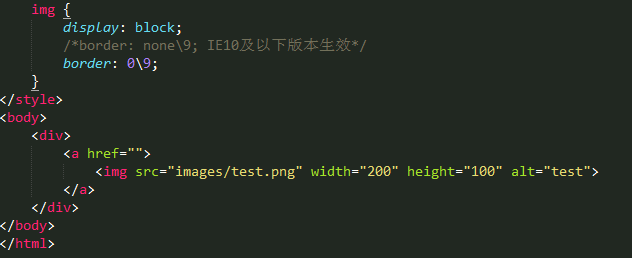 img {
display: block;
/*border: none\9; IE10及以下版本生效*/
border: 0\9;
}
</style>
<body>
<div>
<a href="">
<img src="images/test.png" width="200" height="100" alt="test">
</a>
</div>
</body>
</html>